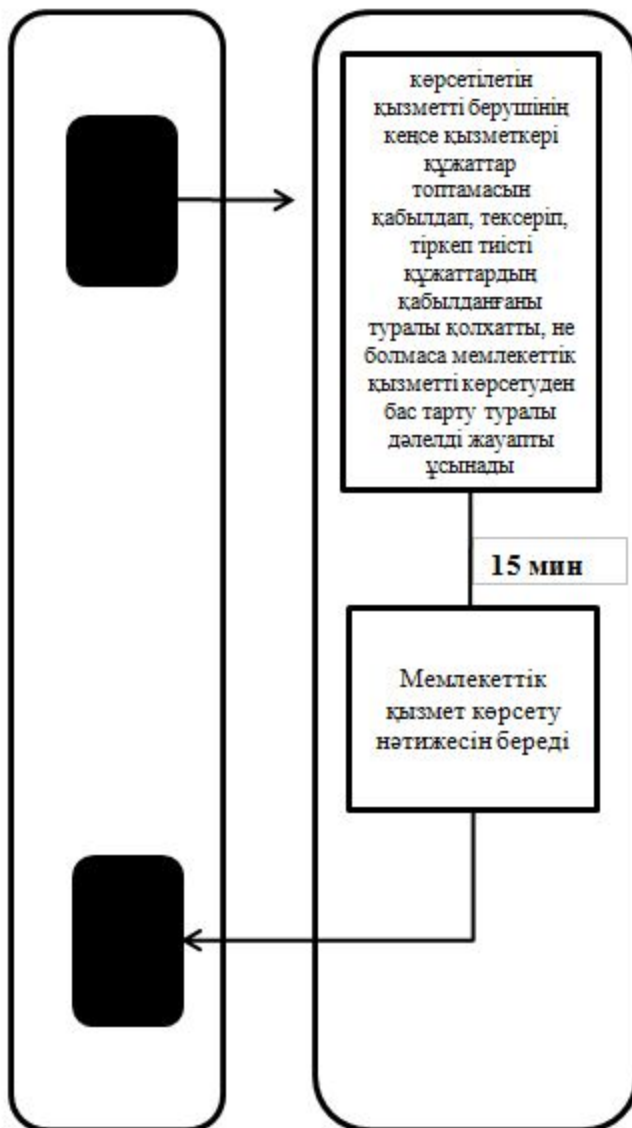 көрсетілетін
қызметті берушінің
кеңсе қызметкері
құжаттар
топтамасын
қабылдап, тексеріп,
тіркеп тиісті
құжаттардың
қабылданғаны
туралы қолхатты, не
болмаса мемлекеттік
қызметті көрсетуден
бас тарту туралы
дәлелді жауапты
ұсынады
15 мин
Мемлекеттік
қызмет көрсету
нәтижесін береді